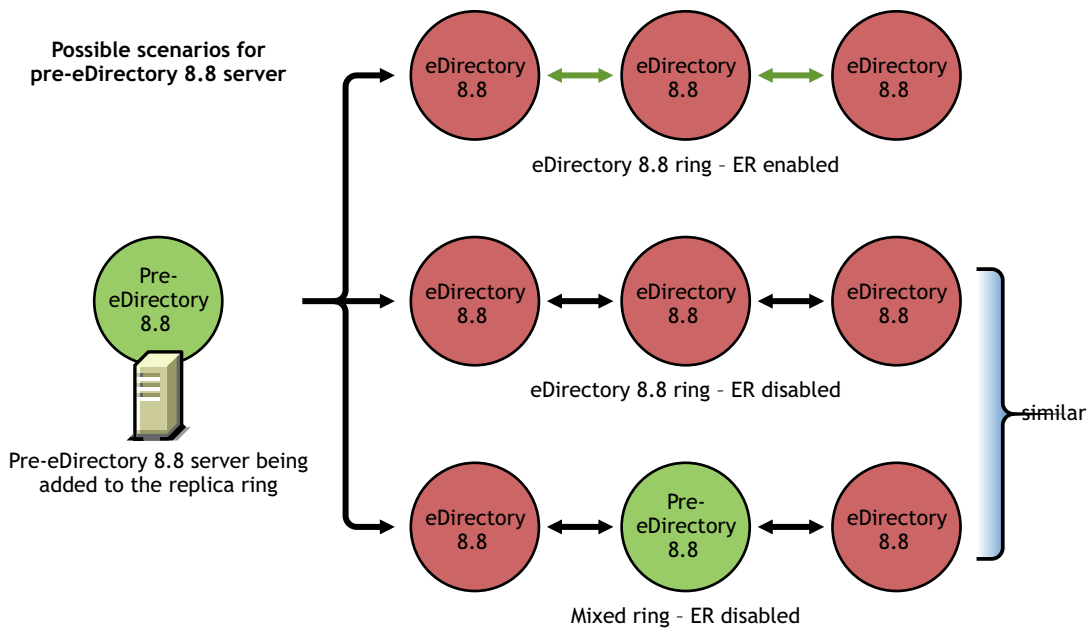 Possible scenarios for
pre-eDirectory 8.8 server
eDirectory
8.8
eDirectory
8.8
eDirectory
8.8
eDirectory 8.8 ring – ER enabled
Pre-
eDirectory
8.8
Pre-eDirectory 8.8 server being
added to the replica ring
eDirectory
8.8
eDirectory
8.8
eDirectory
8.8
eDirectory 8.8 ring – ER disabled
similar
eDirectory
8.8
Pre-
eDirectory
8.8
eDirectory
8.8
Mixed ring – ER disabled